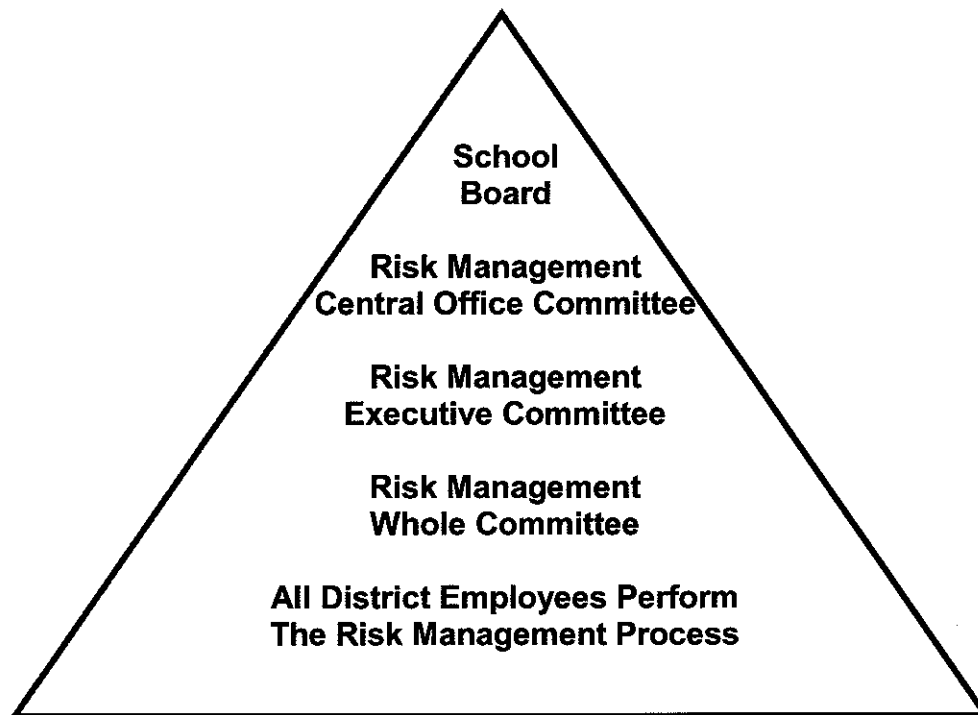 School
Board
Risk Management
Central Office Committee
Risk Management
Executive Committee
Risk Management
Whole Committee
All District Employees Perform
The Risk Management Process